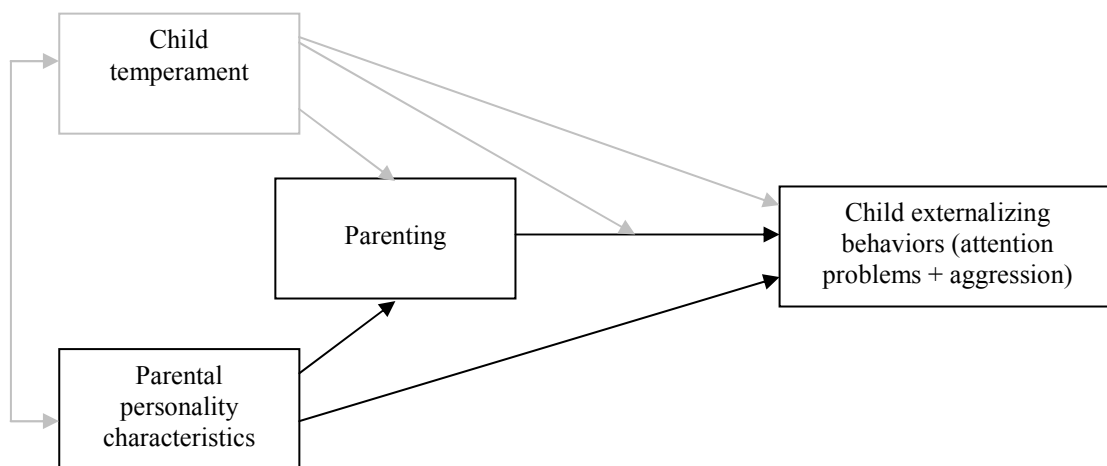 Child
temperament
Parenting
Child externalizing
behaviors (attention
problems + aggression)
Parental
personality
characteristics